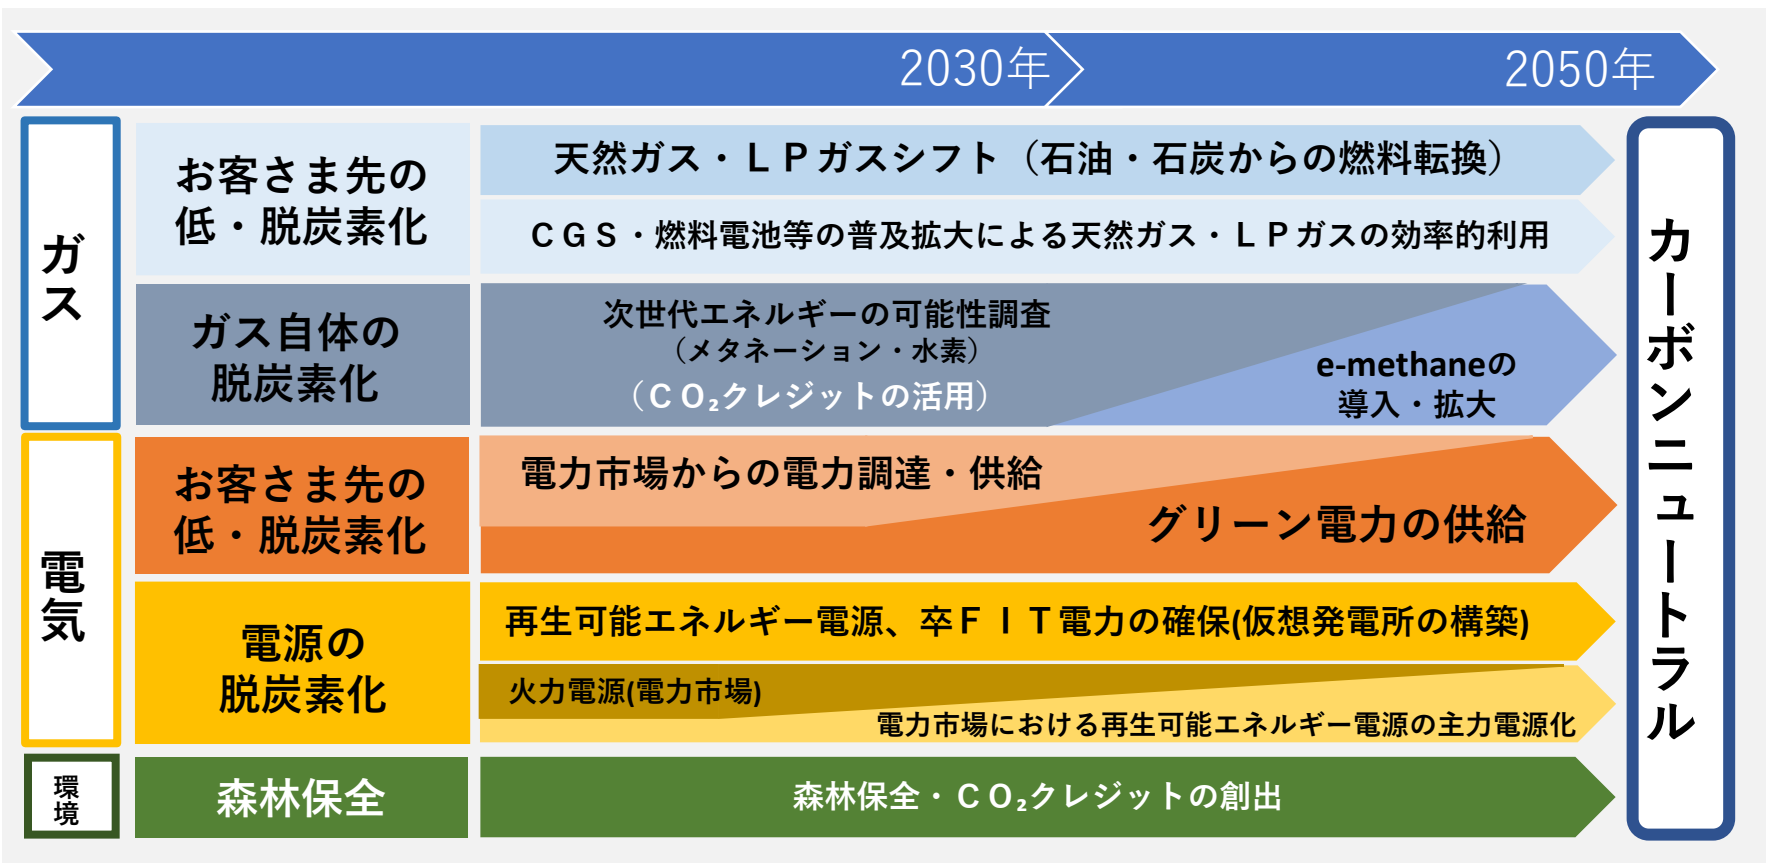 2030年
2050年
ガス
お客さま先の
低・脱炭素化
天然ガス・ＬＰガスシフト（石油・石炭からの燃料転換）
ＣＧＳ・燃料電池等の普及拡大による天然ガス・ＬＰガスの効率的利用
ガス自体の
脱炭素化
次世代エネルギーの可能性調査
（メタネーション・水素）
（ＣＯ₂クレジットの活用）
e-methaneの
導入・拡大
電気
お客さま先の
低・脱炭素化
電力市場からの電力調達・供給
グリーン電力の供給
電源の
脱炭素化
再生可能エネルギー電源、卒ＦＩＴ電力の確保(仮想発電所の構築)
火力電源(電力市場)
電力市場における再生可能エネルギー電源の主力電源化
環境
森林保全
森林保全・ＣＯ₂クレジットの創出
カーボンニュートラル